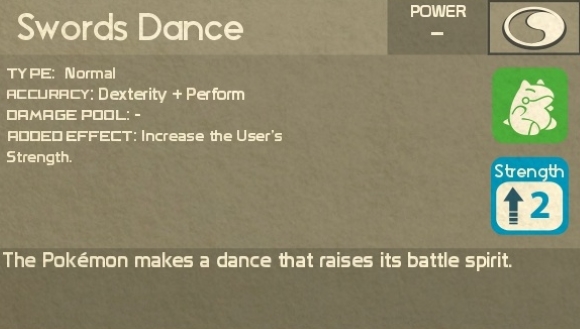 Swords Dance
POWER
–
TYPE: Normal
ACCURACY: Dexterity + Perform
DAMAGE POOL: -
ADDED EFFECT: Increase the User's
Strength.
Strength
2
The Pokémon makes a dance that raises its battle spirit.